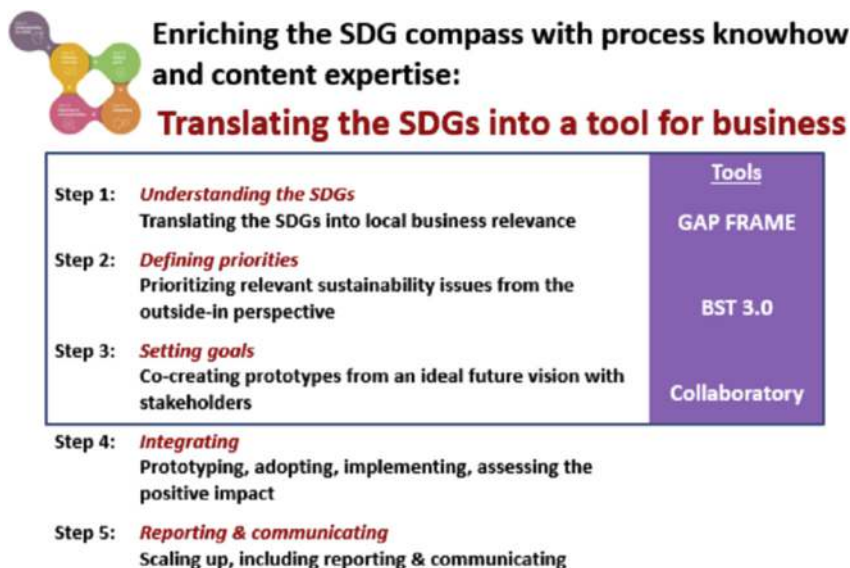 Enriching the SDG compass with process knowhow
and content expertise:
Translating the SDGs into a tool for business
Tools
Step 1: Understanding the SDGs
Translating the SDGs into local business relevance
GAP FRAME
Step 2: Defining priorities
Prioritizing relevant sustainability issues from the
outside-in perspective
BST 3.0
Step 3: Setting goals
Co-creating prototypes from an ideal future vision with
stakeholders
Collaboratory
Step 4: Integrating
Prototyping, adopting, implementing, assessing the
positive impact
Step 5: Reporting & communicating
Scaling up, including reporting & communicating